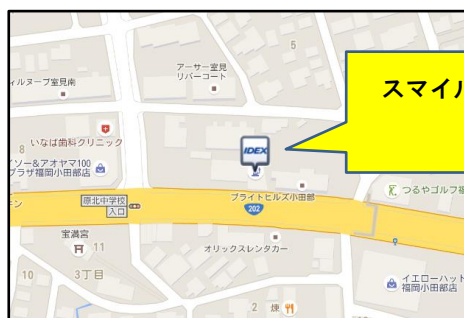 5
アーサー室見
リバーコート
ィルヌーブ室見南
スマイル
いなば歯科クリニック
8
イソー&アオヤマ100
プラザ福岡小田部店
IDEX
ブライトヒルズ小田部
つるやゴルフ福
原北中学校
入口
202
宝満宮
11
オリックスレンタカー
10
3丁目
イエローハット
福岡小田部店
2
煉